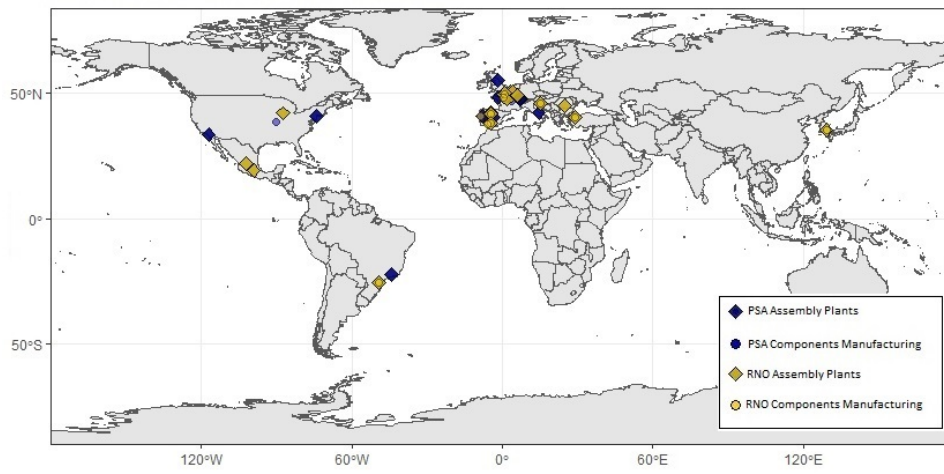 50°N
0°
50°S
120°W
60°W
0°
60°E
120°E
PSA Assembly Plants
PSA Components Manufacturing
RNO Assembly Plants
RNO Components Manufacturing